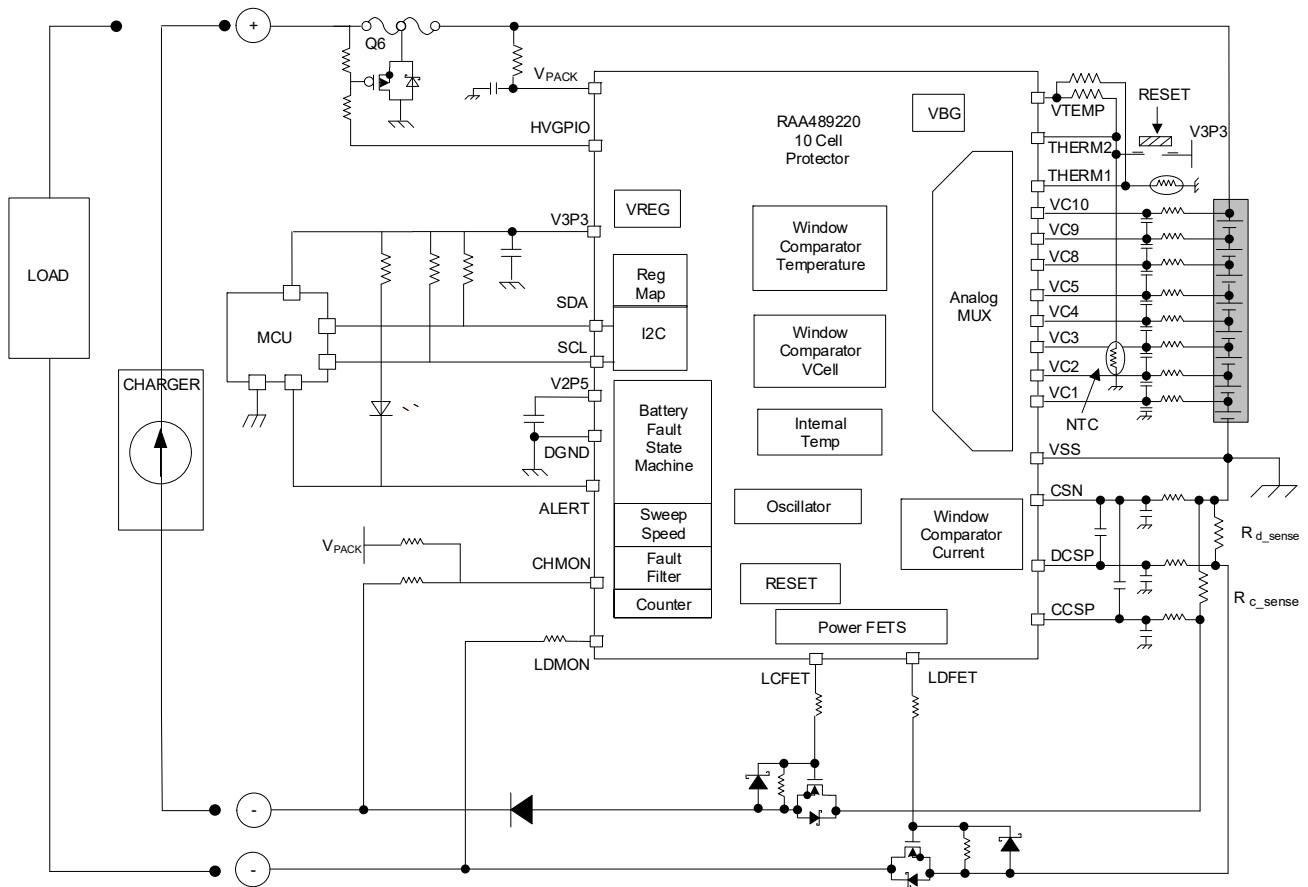 +
Q6
VPACK
HVGPIO
RAA489220
10 Cell
Protector
VBG
VTEMP
RESET
THERM2
V3P3
THERM1
VREG
V3P3
Window
Comparator
Temperature
VC10
VC9
VC8
VC5
VC4
VC3
VC2
VC1
LOAD
Reg
Map
SDA
I2C
SCL
MCU
Analog
MUX
Window
Comparator
VCell
CHARGER
V2P5
Battery
Fault
State
Machine
DGND
Internal
Temp
NTC
VSS
ALERT
Sweep
Speed
Oscillator
CSN
Window
Comparator
Current
Rd_sense
VPACK
CHMON
Fault
Filter
RESET
DCSP
Rc_sense
Counter
CCSP
Power FETS
LDMON
LCFET
LDFET
-
-